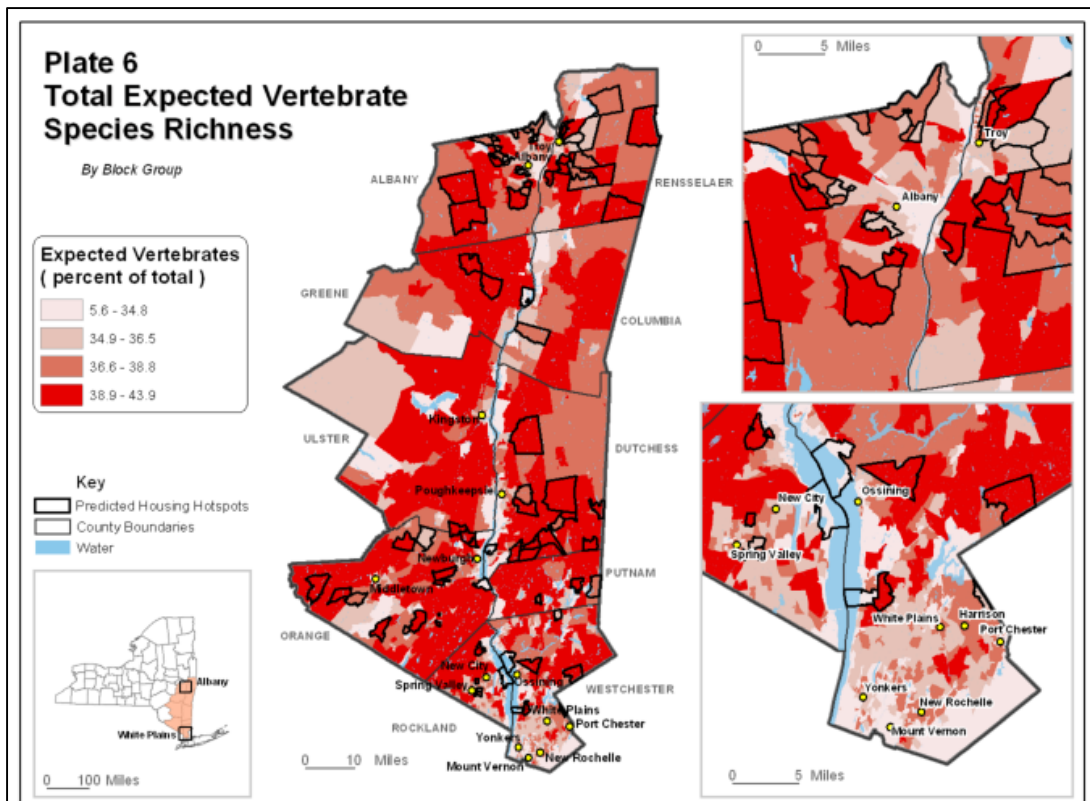 Plate 6
Total Expected Vertebrate
Species Richness
By Block Group
Expected Vertebrates
( percent of total )
5.6 - 34.8
34.9 - 36.5
36.6 - 38.8
38.9 - 43.9
Key
Predicted Housing Hotspots
County Boundaries
Water
Albany
White Plains
0 100 Miles
ALBANY
Troy
Albany
RENSSELAER
GREENE
COLUMBIA
Kingston
ULSTER
DUTCHESS
Poughkeepsie
Newburgh
PUTNAM
Middletown
ORANGE
New City
Spring Valley
Ossining
WESTCHESTER
ROCKLAND
White Plains
Port Chester
Yonkers
New Rochelle
Mount Vernon
0 10 Miles
0 5 Miles
Troy
Albany
New City
Ossining
Spring Valley
White Plains
Harrison
Port Chester
Yonkers
New Rochelle
Mount Vernon
0 5 Miles